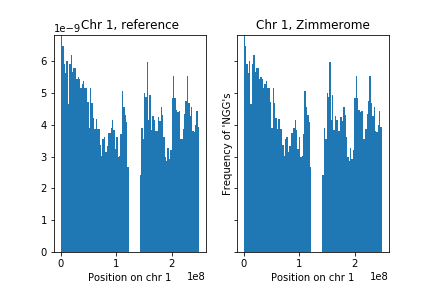 Chr 1, reference
Chr 1, Zimmerome
1e−9
6
5
4
3
2
1
0
Frequency of 'NGG's
0
1
2
0
1
2
Position on chr 1
1e8
Position on chr 1
1e8